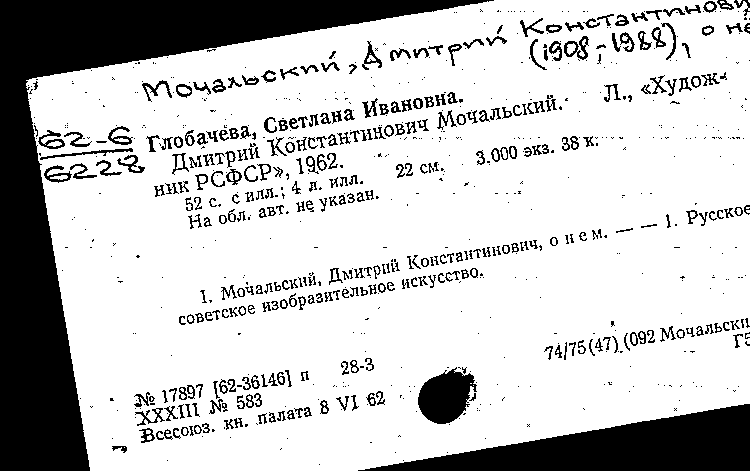 Мочальский, Дмитрий Константинови
(1908-1988), о не
62-6
6228
Глобачева, Светлана Ивановна.
Дмитрий Константинович Мочальский. Л., «Худож-
ник РСФСР», 1962.
52 с. с илл.; 4 л. илл. 22 см. 3.000 экз. 38 к.
На обл. авт. не указан.
I. Мочальский, Дмитрий Константинович, о н е м. — — 1. Русское
советское изобразительное искусство.
№ 17897 [62-36146] п 28-3
74/75(47)(092 Мочальски
XXXIII № 583
Г5
Всесоюз. кн. палата 8 VI 62